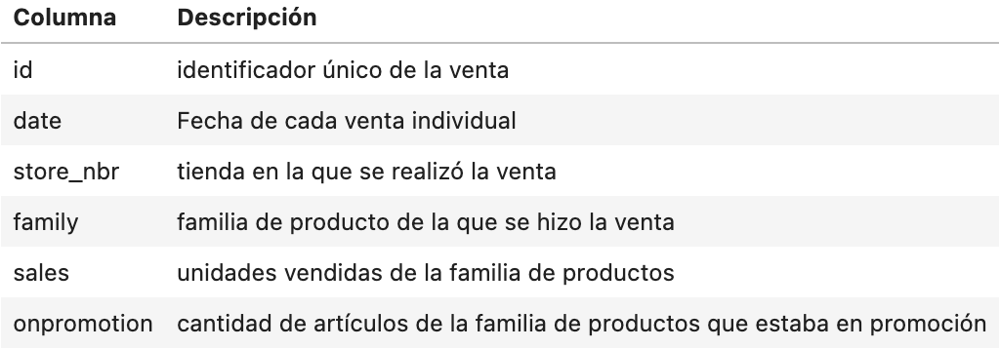 Columna Descripción
id identificador único de la venta
date Fecha de cada venta individual
store_nbr tienda en la que se realizó la venta
family familia de producto de la que se hizo la venta
sales unidades vendidas de la familia de productos
onpromotion cantidad de artículos de la familia de productos que estaba en promoción